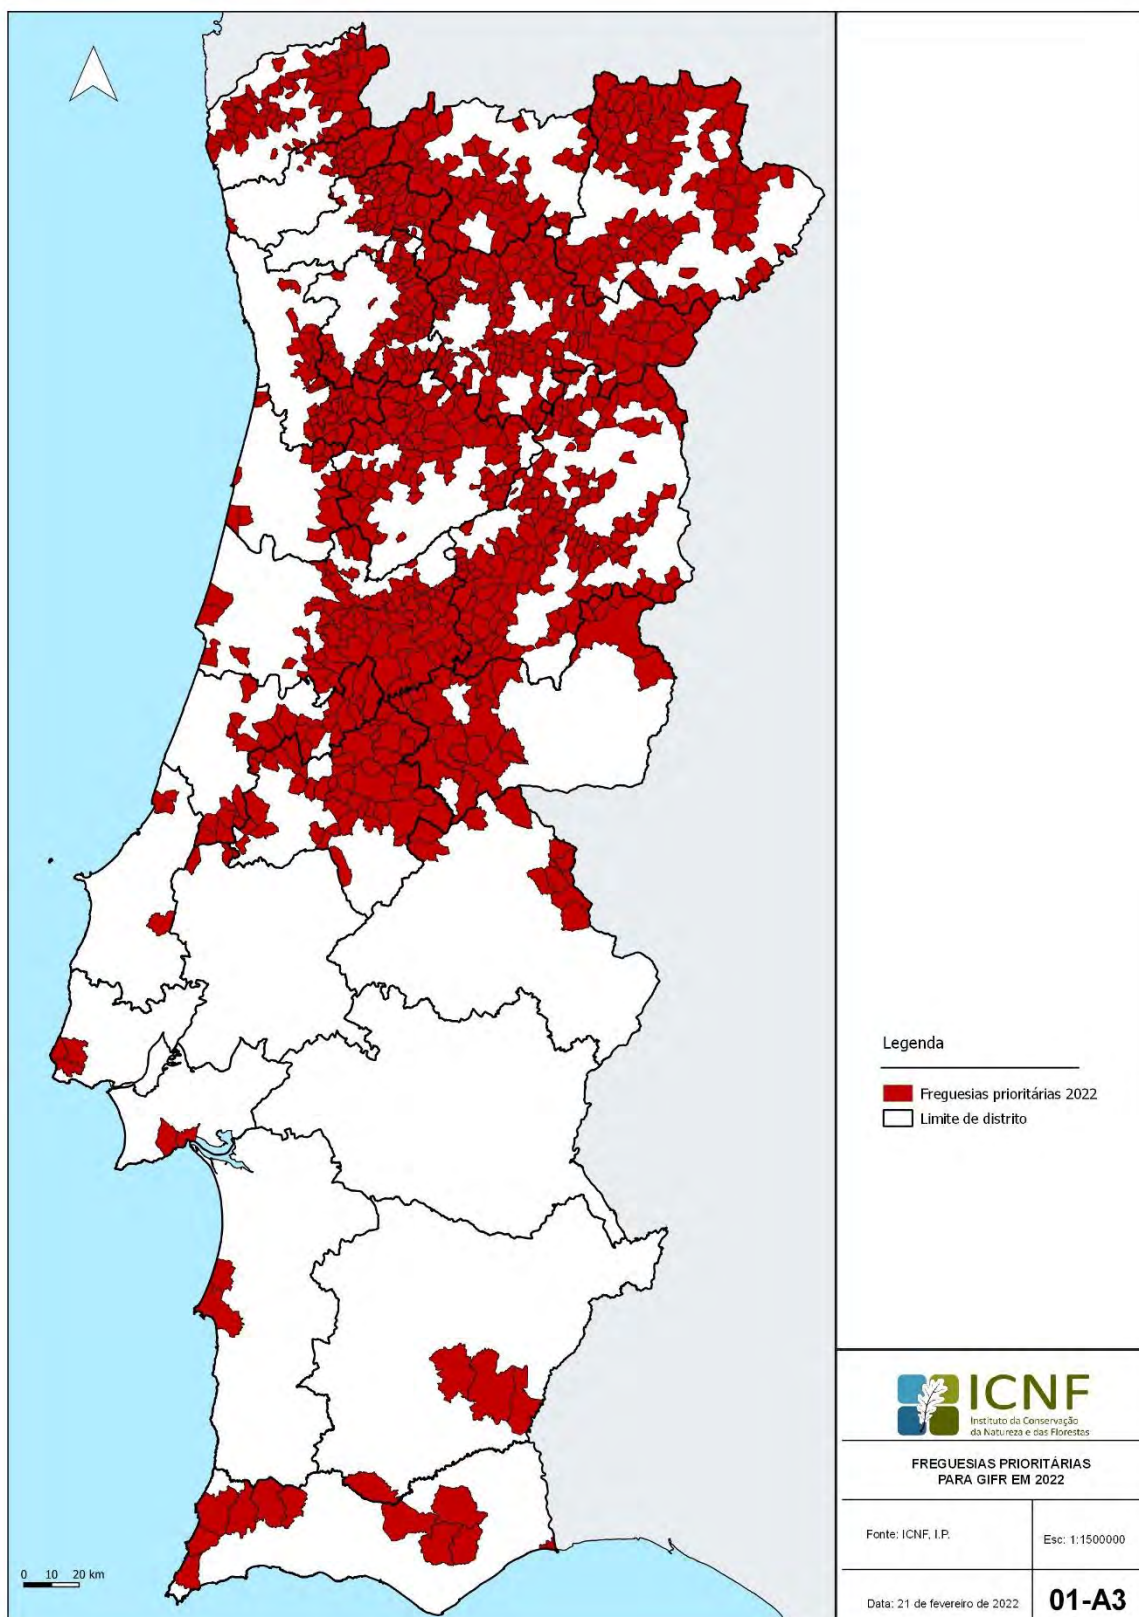 Legenda
Freguesias prioritárias 2022
Limite de distrito
0 10 20 km
ICNF
Instituto da Conservação
da Natureza e das Florestas
FREGUESIAS PRIORITÁRIAS
PARA GIFR EM 2022
Fonte: ICNF, I.P.
Esc: 1:1500000
Data: 21 de fevereiro de 2022
01-A3